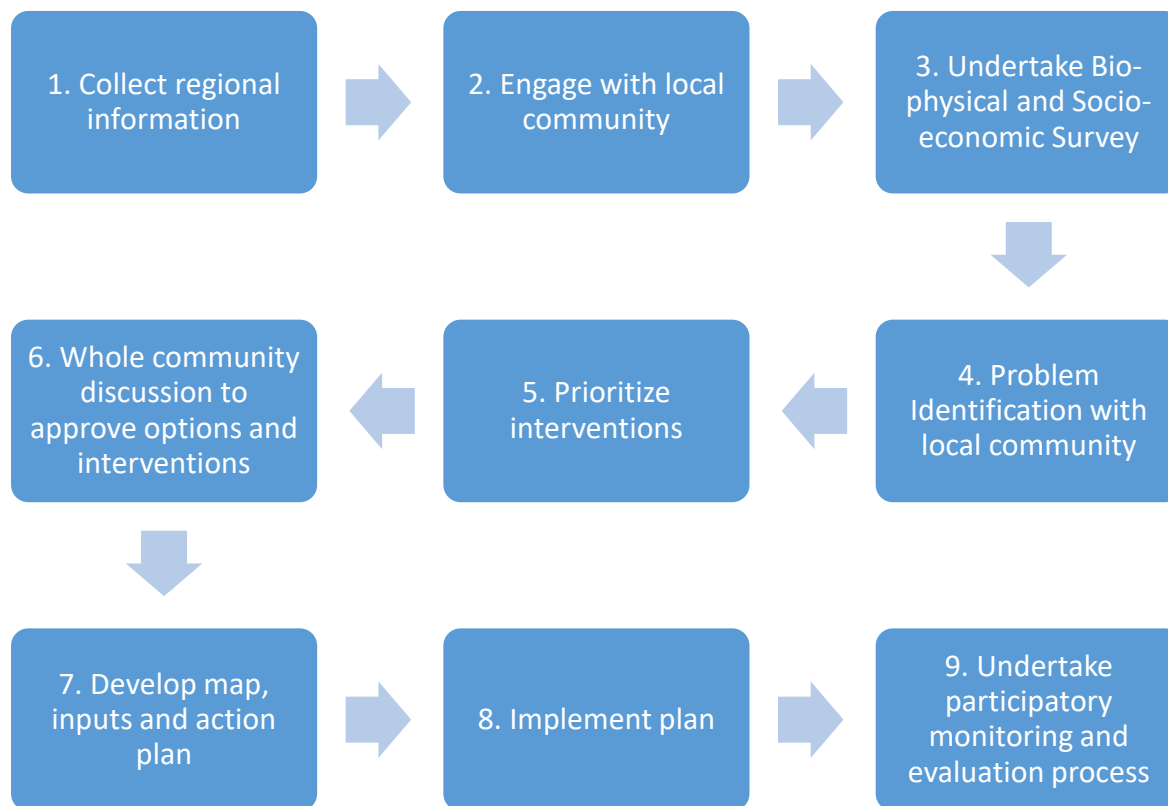 1. Collect regional
information
2. Engage with local
community
3. Undertake Bio-
physical and Socio-
economic Survey
4. Problem
Identification with
local community
5. Prioritize
interventions
6. Whole community
discussion to
approve options and
interventions
7. Develop map,
inputs and action
plan
8. Implement plan
9. Undertake
participatory
monitoring and
evaluation process